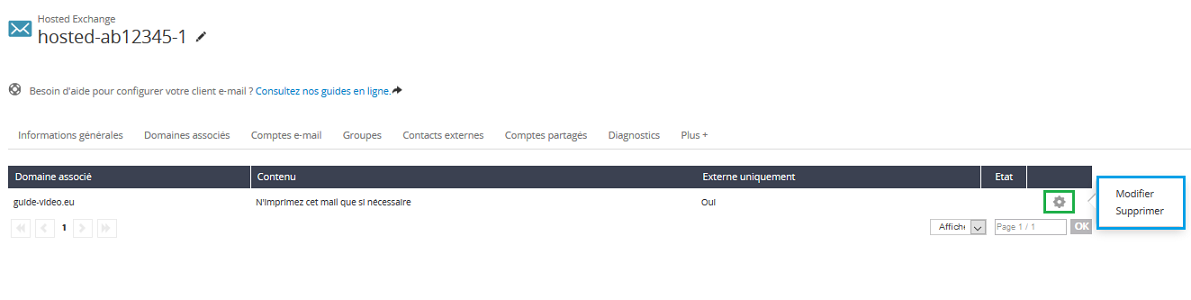 Hosted Exchange
hosted-ab12345-1
Besoin d'aide pour configurer votre client e-mail ? Consultez nos guides en ligne.
Informations générales Domaines associés Comptes e-mail Groupes Contacts externes Comptes partagés Diagnostics Plus +
Domaine associé Contenu Externe uniquement Etat
guide-video.eu N'imprimez cet mail que si nécessaire Oui
Modifier
Supprimer
1 Affiche Page 1 / 1 OK